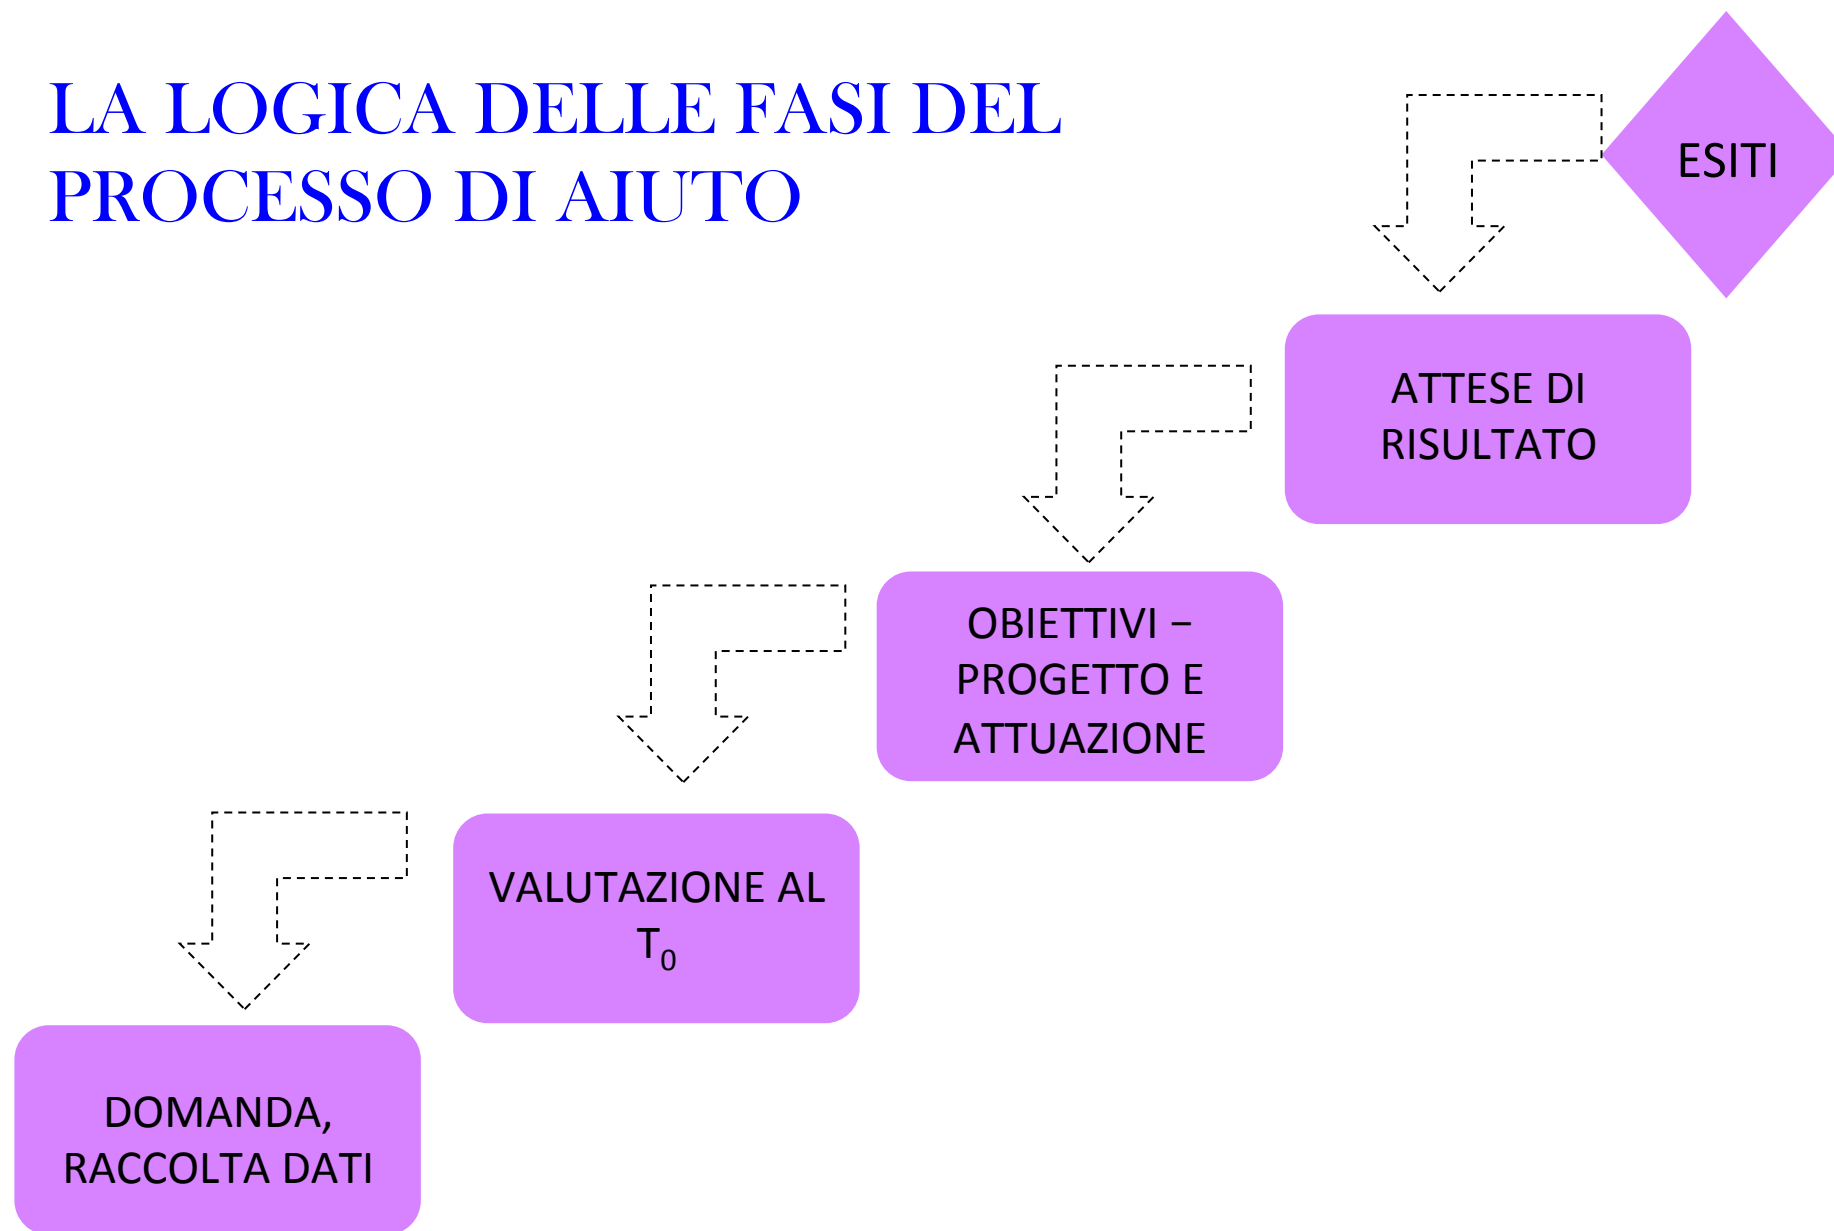 LA LOGICA DELLE FASI DEL
PROCESSO DI AIUTO
ESITI
ATTESE DI
RISULTATO
OBIETTIVI –
PROGETTO E
ATTUAZIONE
VALUTAZIONE AL
T₀
DOMANDA,
RACCOLTA DATI